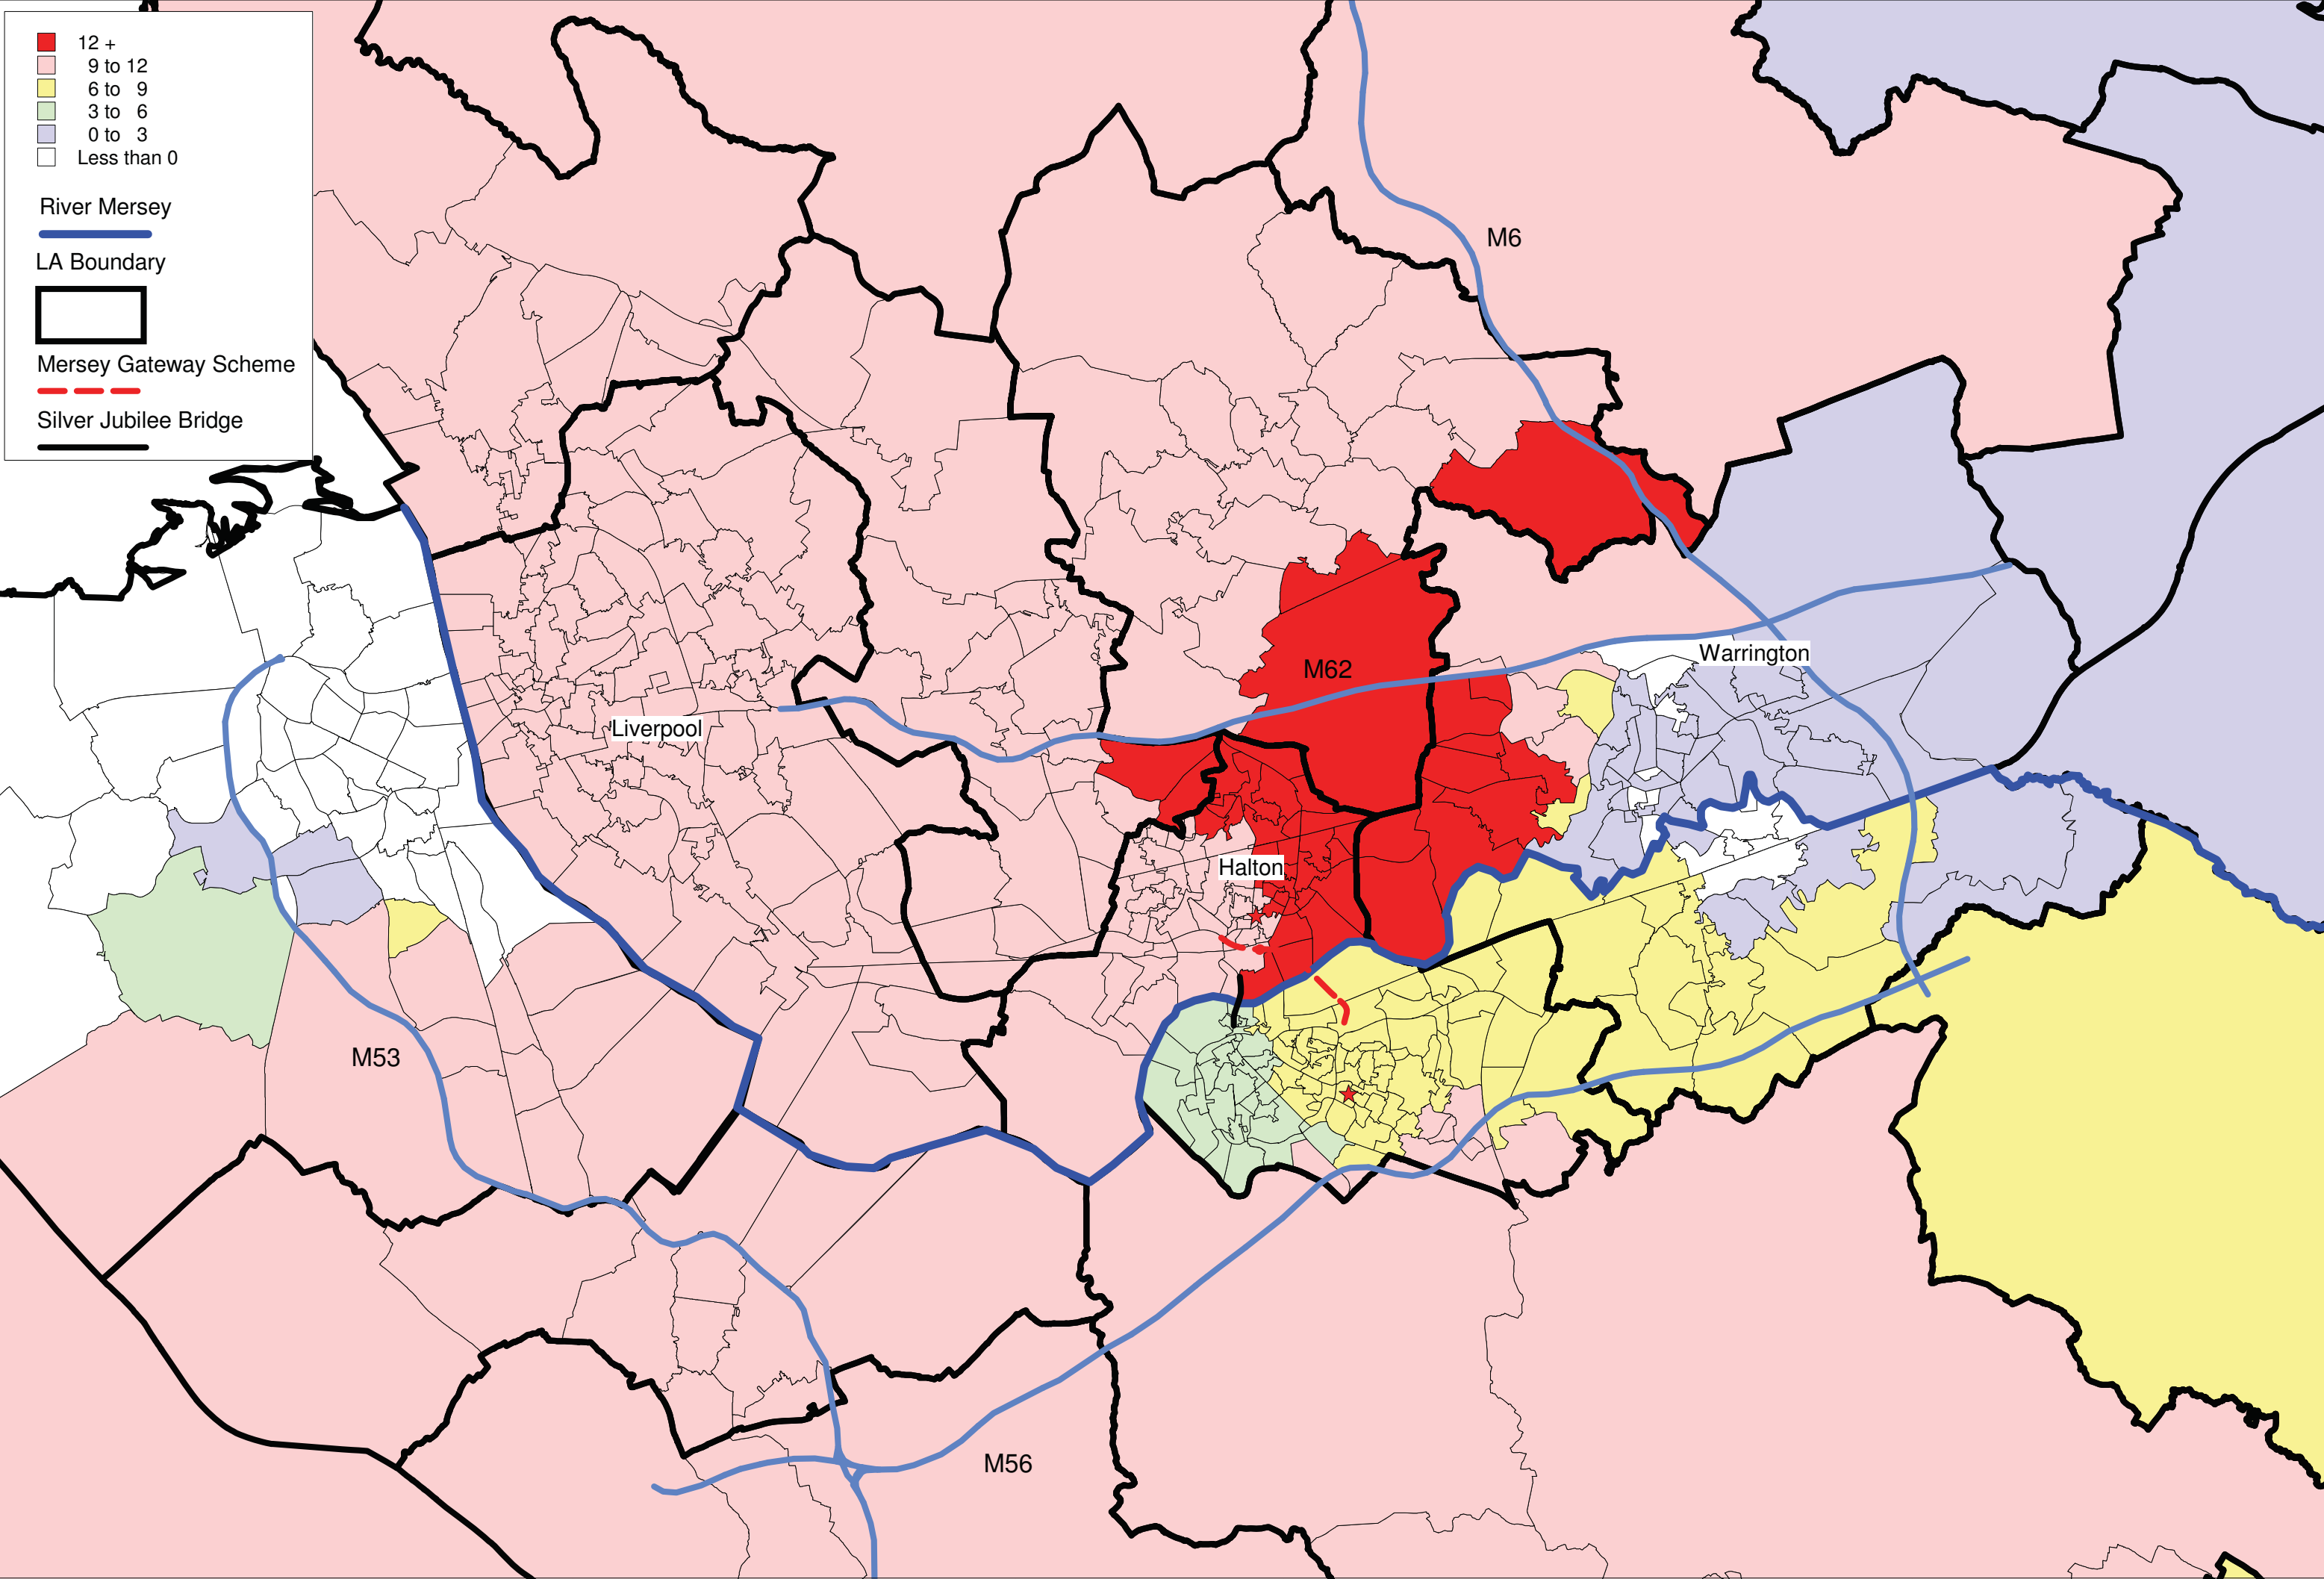 12 +
9 to 12
6 to 9
3 to 6
0 to 3
Less than 0
River Mersey
LA Boundary
Mersey Gateway Scheme
Silver Jubilee Bridge
M6
Warrington
M62
Liverpool
Halton
M53
M56